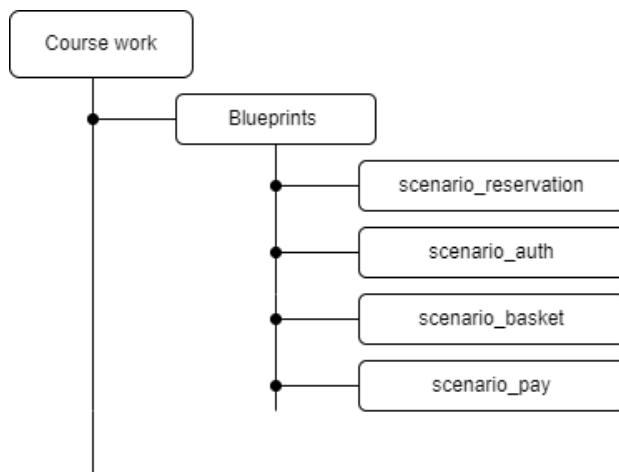 Course work
Blueprints
scenario_reservation
scenario_auth
scenario_basket
scenario_pay